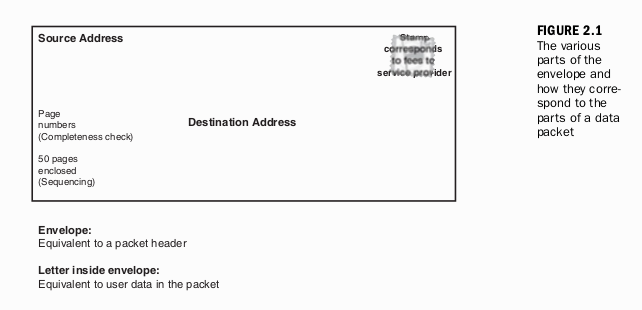 Source Address
Stamp
corresponds
to fees to
service provider
Page
numbers
(Completeness check)
Destination Address
50 pages
enclosed
(Sequencing)
Envelope:
Equivalent to a packet header
Letter inside envelope:
Equivalent to user data in the packet
FIGURE 2.1
The various
parts of the
envelope and
how they corre-
spond to the
parts of a data
packet